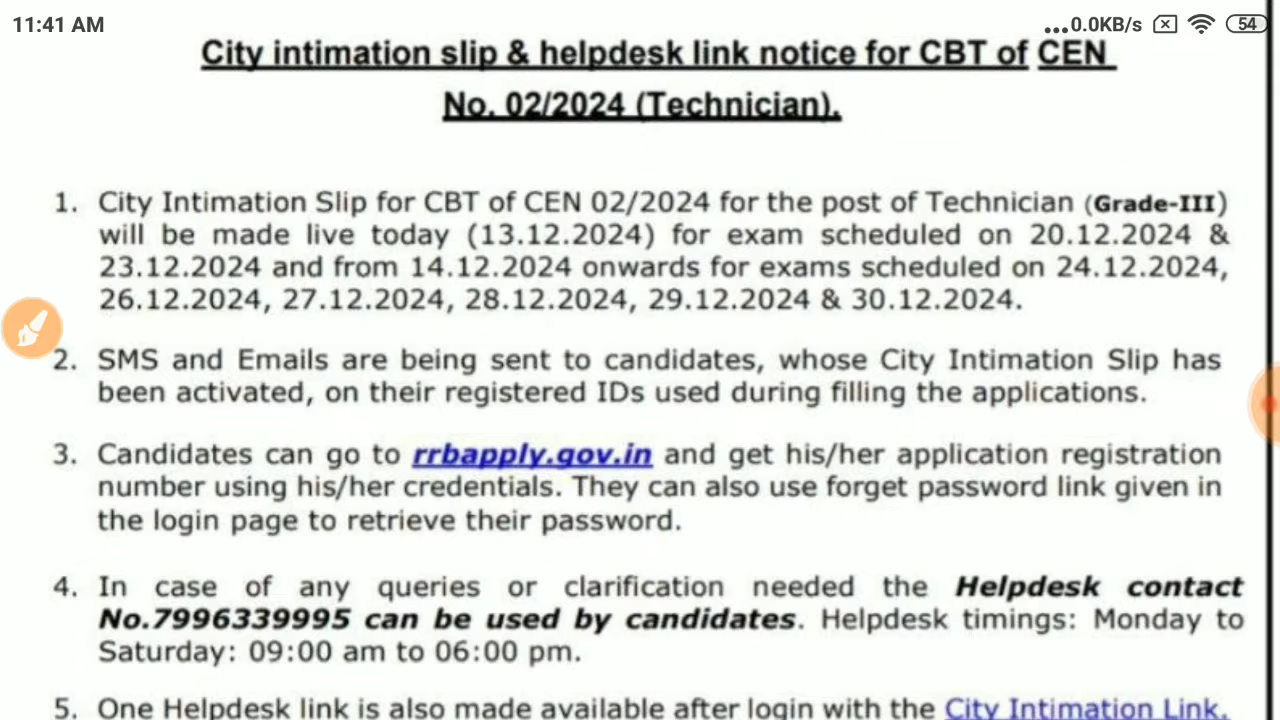 11:41 AM
...0.0KB/s
54
City intimation slip & helpdesk link notice for CBT of CEN
No. 02/2024 (Technician).
1. City Intimation Slip for CBT of CEN 02/2024 for the post of Technician (Grade-III)
will be made live today (13.12.2024) for exam scheduled on 20.12.2024 &
23.12.2024 and from 14.12.2024 onwards for exams scheduled on 24.12.2024,
26.12.2024, 27.12.2024, 28.12.2024, 29.12.2024 & 30.12.2024.
2. SMS and Emails are being sent to candidates, whose City Intimation Slip has
been activated, on their registered IDs used during filling the applications.
3. Candidates can go to rrbapply.gov.in and get his/her application registration
number using his/her credentials. They can also use forget password link given in
the login page to retrieve their password.
4. In case of any queries or clarification needed the Helpdesk contact
No.7996339995 can be used by candidates. Helpdesk timings: Monday to
Saturday: 09:00 am to 06:00 pm.
5. One Helpdesk link is also made available after login with the City Intimation Link.